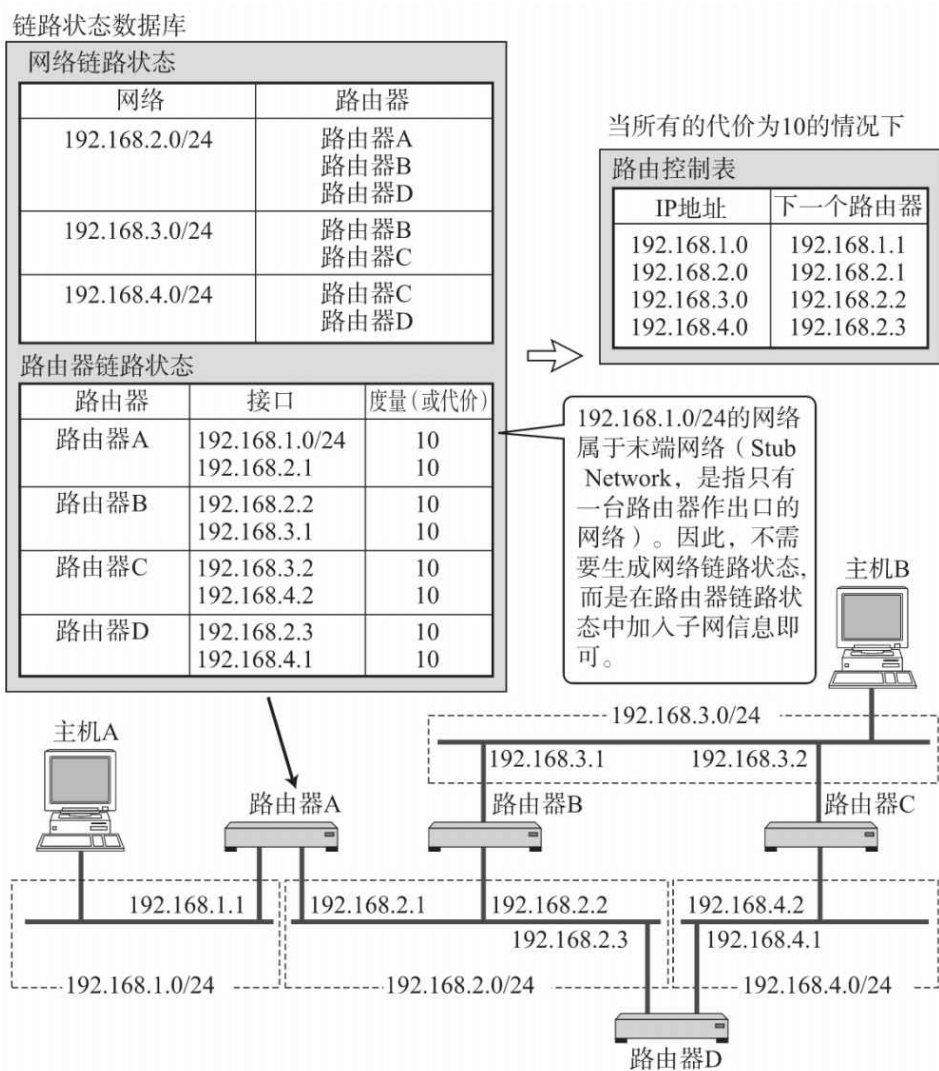 链路状态数据库
网络链路状态
网络 路由器
192.168.2.0/24 路由器A
路由器B
路由器D
192.168.3.0/24 路由器B
路由器C
192.168.4.0/24 路由器C
路由器D
路由器链路状态
路由器 接口 度量(或代价)
路由器A 192.168.1.0/24 10
192.168.2.1 10
路由器B 192.168.2.2 10
192.168.3.1 10
路由器C 192.168.3.2 10
192.168.4.2 10
路由器D 192.168.2.3 10
192.168.4.1 10
当所有的代价为10的情况下
路由控制表
IP地址 下一个路由器
192.168.1.0 192.168.1.1
192.168.2.0 192.168.2.1
192.168.3.0 192.168.2.2
192.168.4.0 192.168.2.3
192.168.1.0/24的网络
属于末端网络(Stub
Network,是指只有
一台路由器作出口的
网络)。因此,不需
要生成网络链路状态,
而是在路由器链路状
态中加入子网信息即
可。
主机B
192.168.3.0/24
主机A
192.168.3.1 192.168.3.2
路由器A 路由器B 路由器C
192.168.1.1 192.168.2.1 192.168.2.2 192.168.4.2
192.168.2.3 192.168.4.1
192.168.1.0/24 192.168.2.0/24 192.168.4.0/24
路由器D